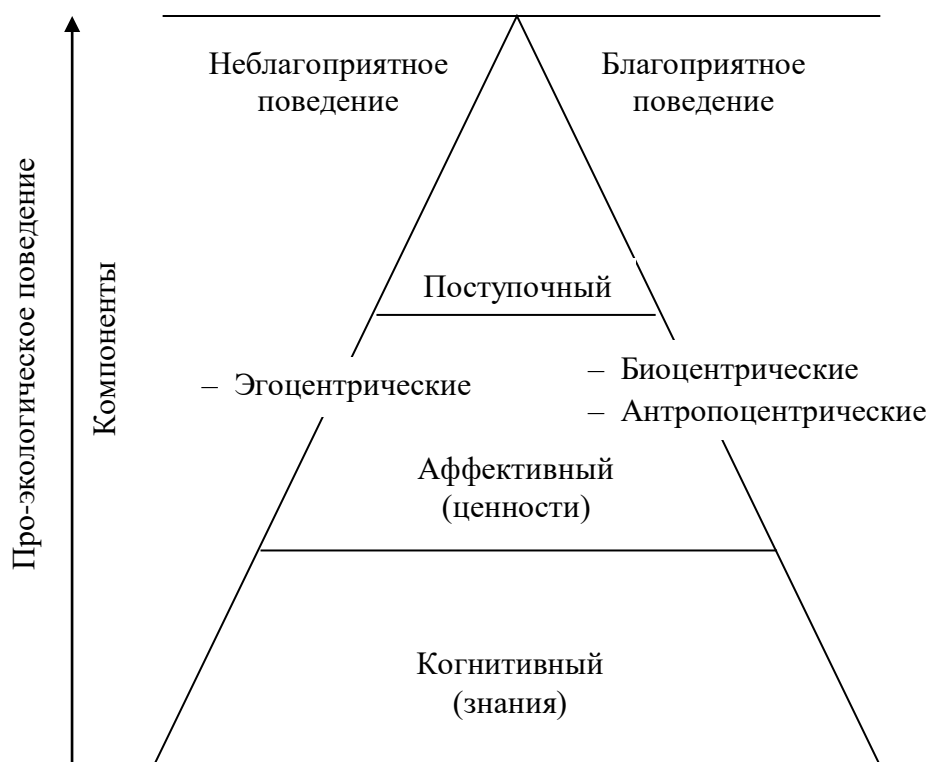 Неблагоприятное
поведение
Благоприятное
поведение
Про-экологическое поведение
Компоненты
Поступочный
– Эгоцентрические
– Биоцентрические
– Антропоцентрические
Аффективный
(ценности)
Когнитивный
(знания)